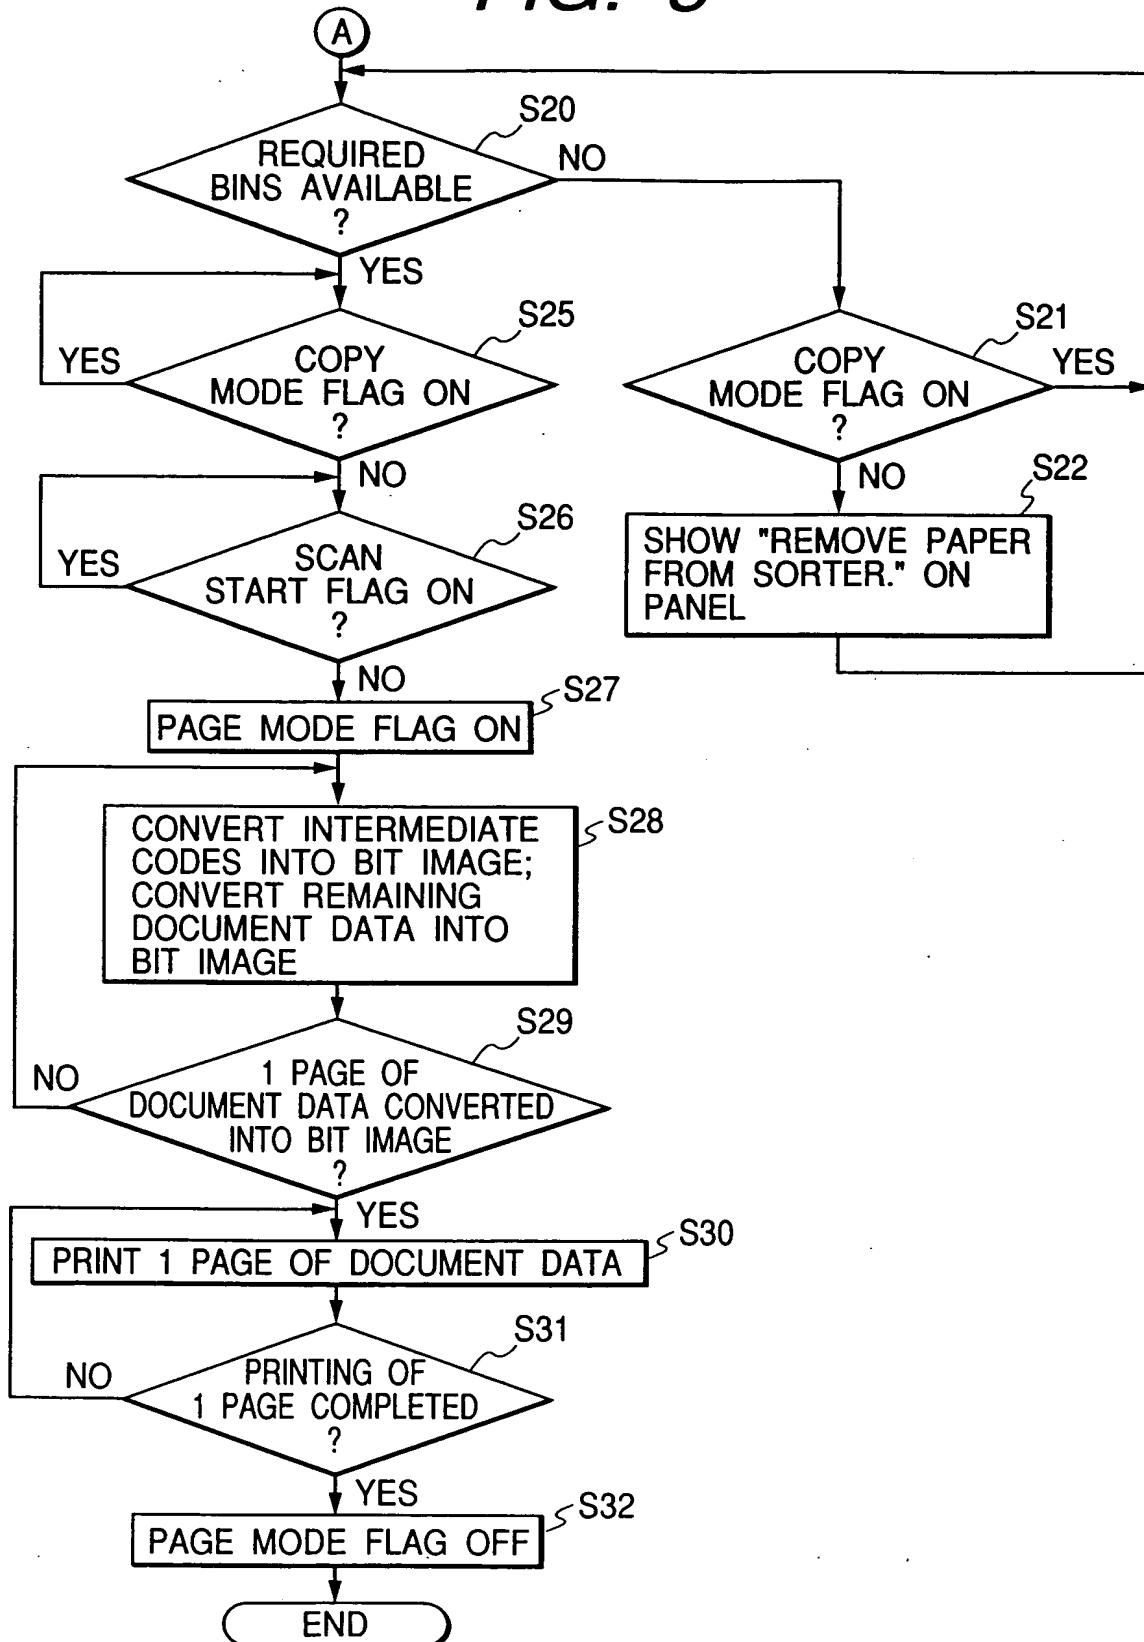 FIG.
A
S20
REQUIRED
BINS AVAILABLE
?
NO
YES
S25
COPY
MODE FLAG ON
?
YES
NO
S21
COPY
MODE FLAG ON
?
YES
NO
S22
SHOW "REMOVE PAPER
FROM SORTER." ON
PANEL
S26
SCAN
START FLAG ON
?
YES
NO
S27
PAGE MODE FLAG ON
S28
CONVERT INTERMEDIATE
CODES INTO BIT IMAGE;
CONVERT REMAINING
DOCUMENT DATA INTO
BIT IMAGE
S29
1 PAGE OF
DOCUMENT DATA CONVERTED
INTO BIT IMAGE
?
NO
YES
S30
PRINT 1 PAGE OF DOCUMENT DATA
S31
PRINTING OF
1 PAGE COMPLETED
?
NO
YES
S32
PAGE MODE FLAG OFF
END